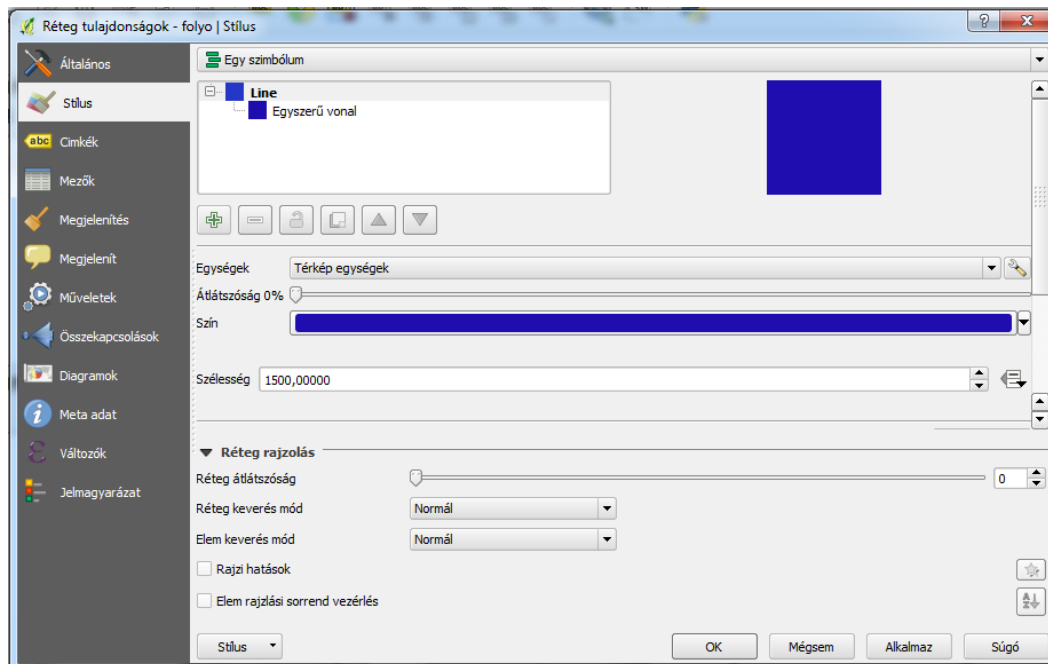 Réteg tulajdonságok - folyo | Stílus
Általános
Stílus
abc Cimkék
Mezők
Megjelenítés
Megjelenít
Műveletek
Összekapcsolások
Diagramok
Meta adat
Változók
Jelmagyarázat
Egy szimbólum
Line
Egyszerű vonal
Egységek Térkép egységek
Átlátszóság 0%
Szín
Szélesség 1500,00000
Réteg rajzolás
Réteg átlátszóság 0
Réteg keverés mód Normál
Elem keverés mód Normál
Rajzi hatások
Elem rajzlási sorrend vezérlés
Stílus OK Mégsem Alkalmaz Súgó